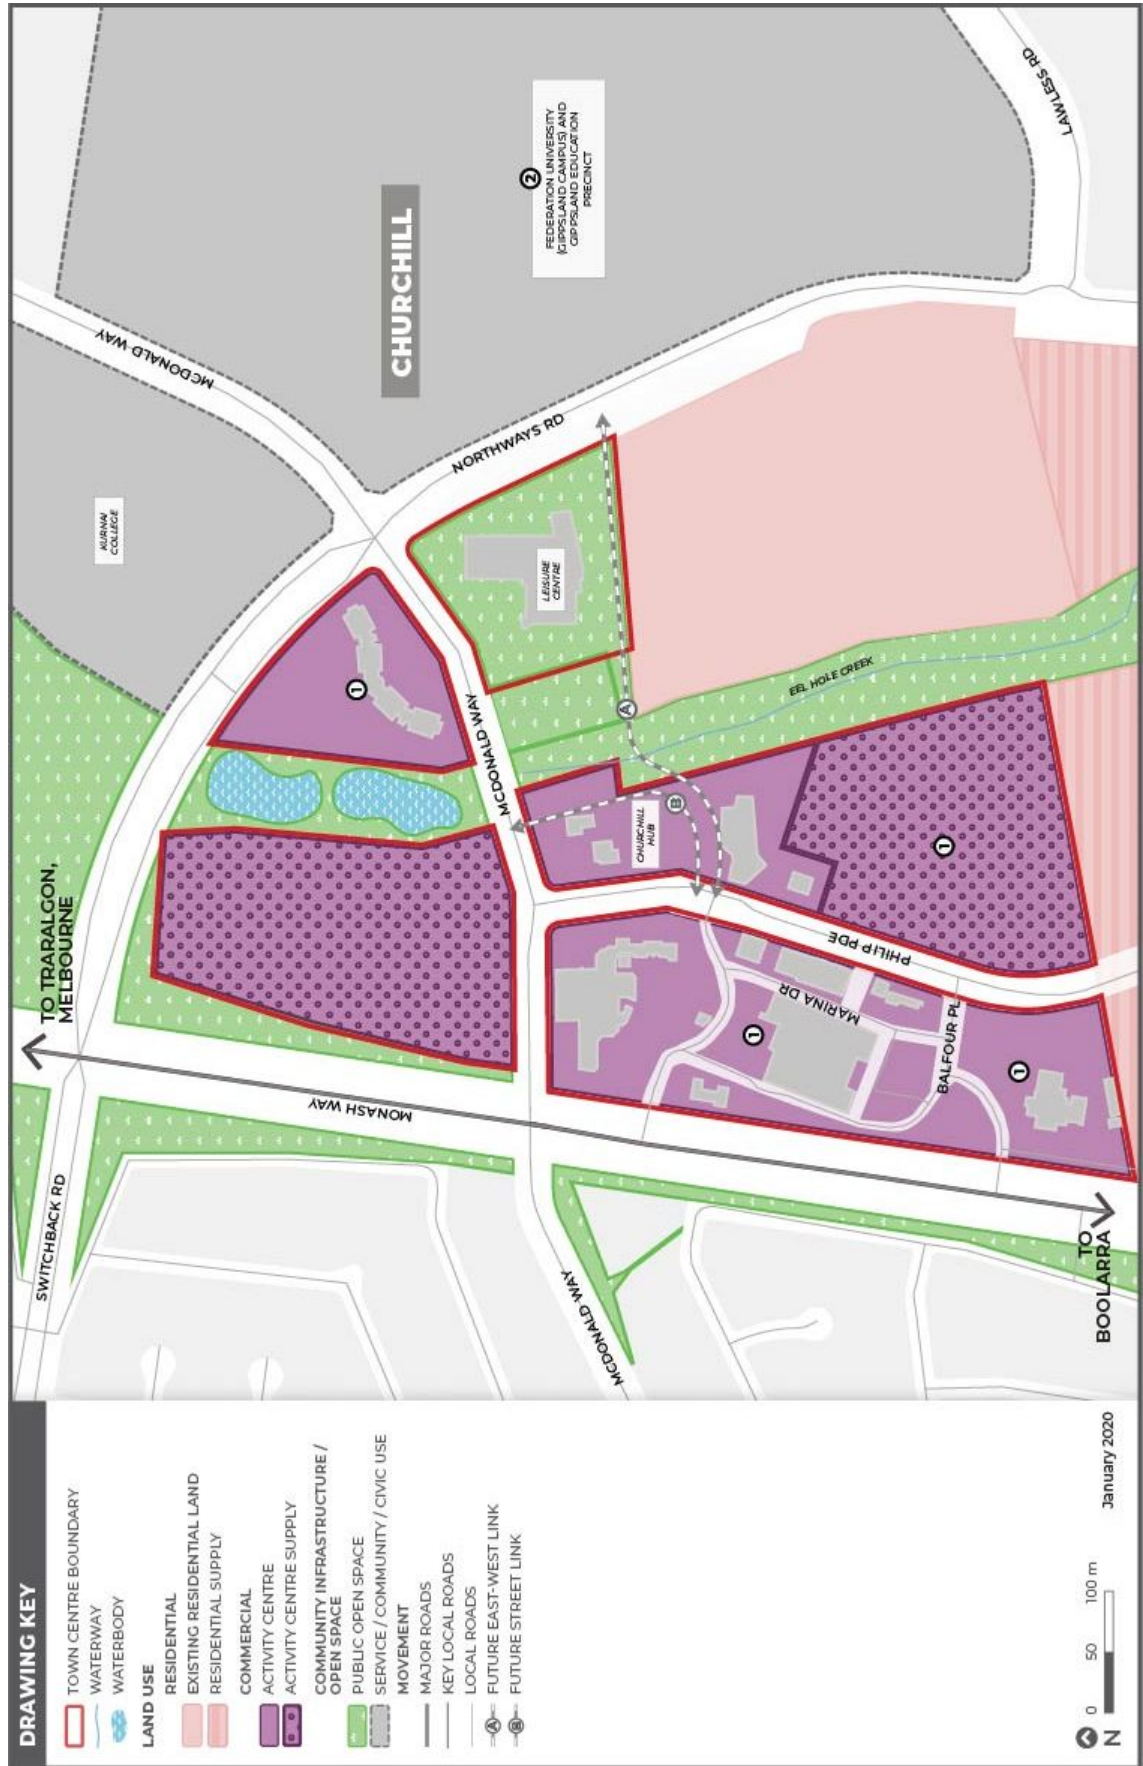 DRAWING KEY
TOWN CENTRE BOUNDARY
WATERWAY
WATERBODY
LAND USE
RESIDENTIAL
EXISTING RESIDENTIAL LAND
RESIDENTIAL SUPPLY
COMMERCIAL
ACTIVITY CENTRE
ACTIVITY CENTRE SUPPLY
COMMUNITY INFRASTRUCTURE /
OPEN SPACE
PUBLIC OPEN SPACE
SERVICE / COMMUNITY / CIVIC USE
MOVEMENT
MAJOR ROADS
KEY LOCAL ROADS
LOCAL ROADS
A FUTURE EAST-WEST LINK
B FUTURE STREET LINK
N
0 50 100 m
January 2020
SWITCHBACK RD
TO TRARALGON,
MELBOURNE
MONASH WAY
MCDONALD WAY
TO
BOOLARRA
KURNAI
COLLEGE
MCDONALD WAY
CHURCHILL
2
FEDERATION UNIVERSITY
(GIPPSLAND CAMPUS) AND
GIPPSLAND EDUCATION
PRECINCT
LAWLESS RD
NORTHWAYS RD
1
MCDONALD WAY
LEISURE
CENTRE
A
B
CHURCHILL
HUB
EEL HOLE CREEK
PHILIP PDE
1
MARINA DR
1
BALFOUR PL
1